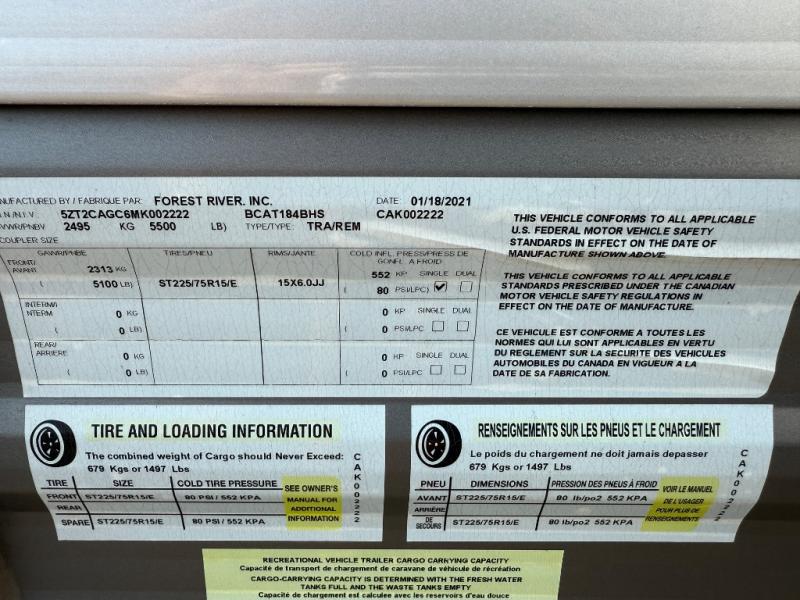 NUFACTURED BY / FABRIQUE PAR: FOREST RIVER, INC. DATE: 01/18/2021
.N./N.I.V. 5ZT2CAGC6MK002222 BCAT184BHS CAK002222
VWR/PNBV 2495 KG 5500 LB) TYPE/TYPE: TRA/REM
COUPLER SIZE
GAWR/PNBE TIRES/PNEU RIMS/JANTE COLD INFL. PRESS/PRESS DE GONFL. A FROID
FRONT/ AVANT 2313 KG 552 KP SINGLE DUAL
( 5100 LB) ST225/75R15/E 15X6.0JJ ( 80 PSI/LPC)
INTERM/ NTERM 0 KG 0 KP SINGLE DUAL
( 0 LB) ( 0 PSI/LPC
REAR/ ARRIÈRE 0 KG 0 KP SINGLE DUAL
( 0 LB) ( 0 PSI/LPC
THIS VEHICLE CONFORMS TO ALL APPLICABLE
U.S. FEDERAL MOTOR VEHICLE SAFETY
STANDARDS IN EFFECT ON THE DATE OF
MANUFACTURE SHOWN ABOVE.
THIS VEHICLE CONFORMS TO ALL APPLICABLE
STANDARDS PRESCRIBED UNDER THE CANADIAN
MOTOR VEHICLE SAFETY REGULATIONS IN
EFFECT ON THE DATE OF MANUFACTURE.
CE VEHICULE EST CONFORME A TOUTES LES
NORMES QUI LUI SONT APPLICABLES EN VERTU
DU REGLEMENT SUR LA SECURITE DES VEHICULES
AUTOMOBILES DU CANADA EN VIGUEUR A LA
DATE DE SA FABRICATION.
TIRE AND LOADING INFORMATION
The combined weight of Cargo should Never Exceed:
679 Kgs or 1497 Lbs
TIRE SIZE COLD TIRE PRESSURE
FRONT ST225/75R15/E 80 PSI / 552 KPA
REAR
SPARE ST225/75R15/E 80 PSI / 552 KPA
SEE OWNER'S
MANUAL FOR
ADDITIONAL
INFORMATION
CAK002222
RENSEIGNEMENTS SUR LES PNEUS ET LE CHARGEMENT
Le poids du chargement ne doit jamais depasser
679 Kgs or 1497 Lbs
PNEU DIMENSIONS PRESSION DES PNEUS À FROID
AVANT ST225/75R15/E 80 lb/po2 552 KPA
ARRIÈRE
DE SECOURS ST225/75R15/E 80 lb/po2 552 KPA
VOIR LE MANUEL
DE L'USAGER
POUR PLUS DE
RENSEIGNEMENTS
CAK002222
RECREATIONAL VEHICLE TRAILER CARGO CARRYING CAPACITY
Capacité de transport de chargement de caravane de véhicule de récréation
CARGO-CARRYING CAPACITY IS DETERMINED WITH THE FRESH WATER
TANKS FULL AND THE WASTE TANKS EMPTY
Capacité de chargement est calculée avec les réservoirs d'eau douce